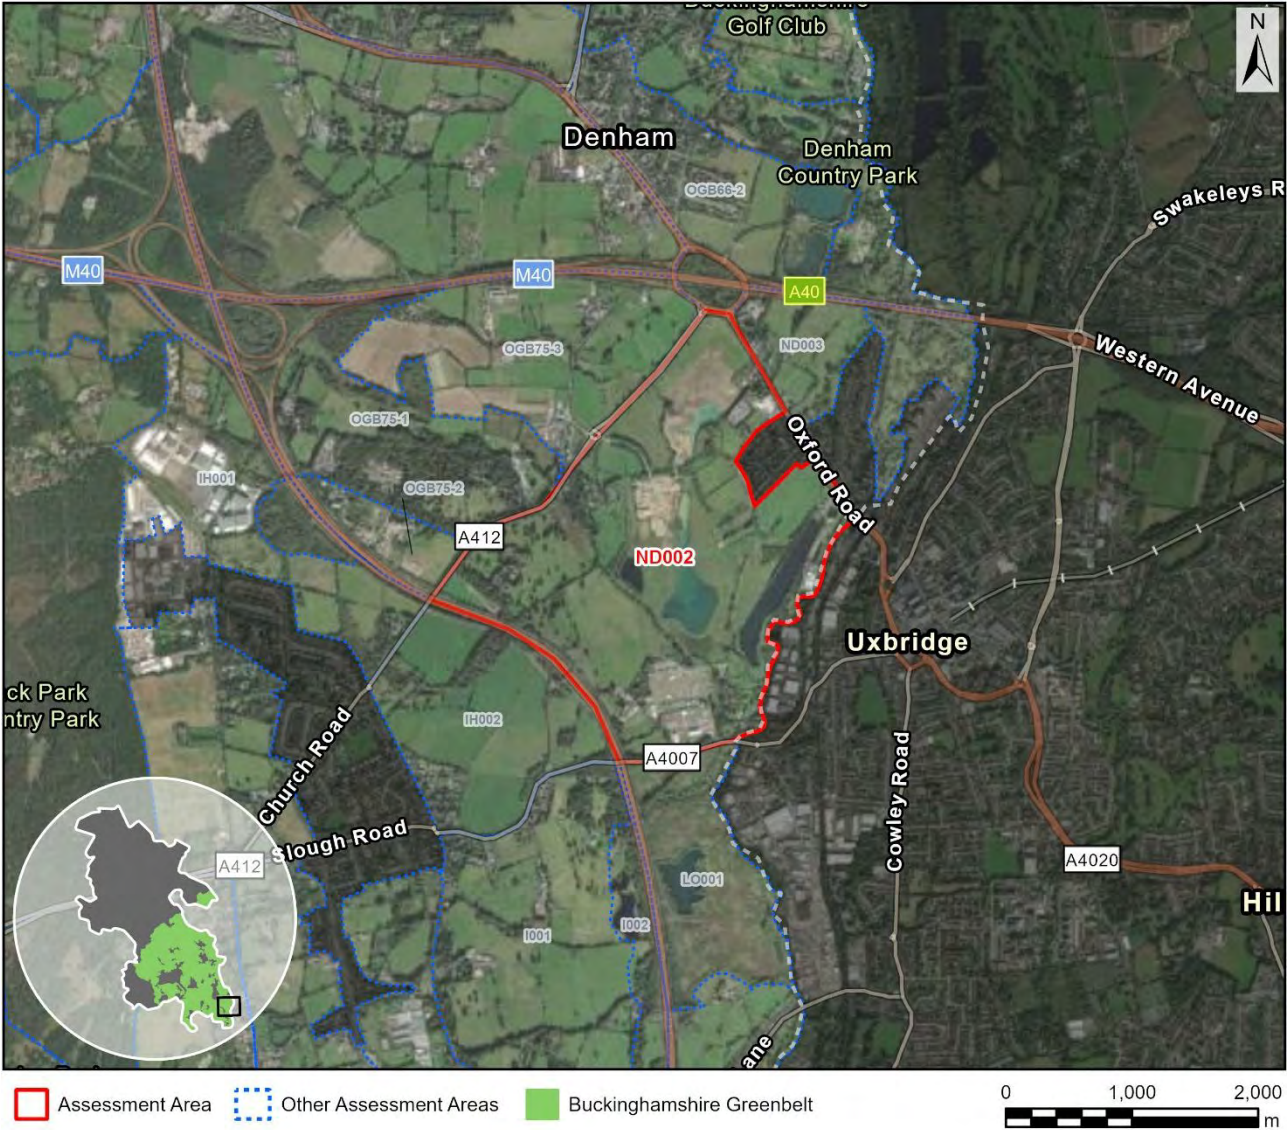 Buckinghamshire
Golf Club
N
Denham
Denham
Country Park
OGB66-2
Swakeleys R
M40
M40
A40
ND003
OGB75-3
Western Avenue
OGB75-1
Oxford Road
IH001
OGB75-2
A412
ND002
Uxbridge
ck Park
ntry Park
IH002
A4007
Church Road
Cowley Road
Slough Road
A412
A4020
LO001
Hil
I001
I002
ane
Assessment Area
Other Assessment Areas
Buckinghamshire Greenbelt
0 1,000 2,000
m